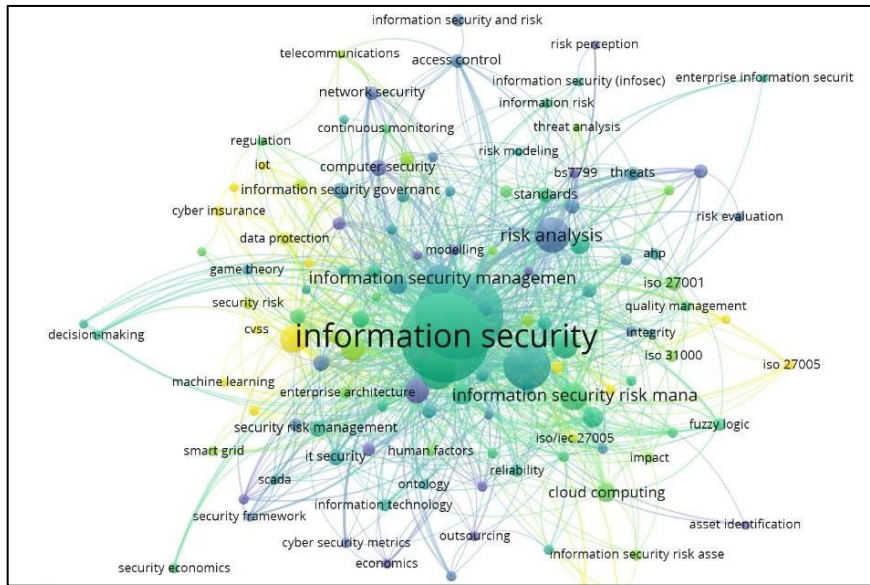 information security and risk
telecommunications
risk perception
access control
information security (infosec)
enterprise information securit
network security
information risk
continuous monitoring
threat analysis
regulation
risk modeling
iot
computer security
bs7799
threats
information security governanc
standards
cyber insurance
risk evaluation
data protection
risk analysis
modelling
ahp
game theory
information security managemen
iso 27001
security risk
quality management
decision-making
cvss
information security
integrity
iso 31000
iso 27005
machine learning
enterprise architecture
information security risk mana
security risk management
fuzzy logic
iso/iec 27005
smart grid
it security
human factors
impact
reliability
scada
ontology
cloud computing
information technology
security framework
asset identification
outsourcing
cyber security metrics
economics
information security risk asse
security economics